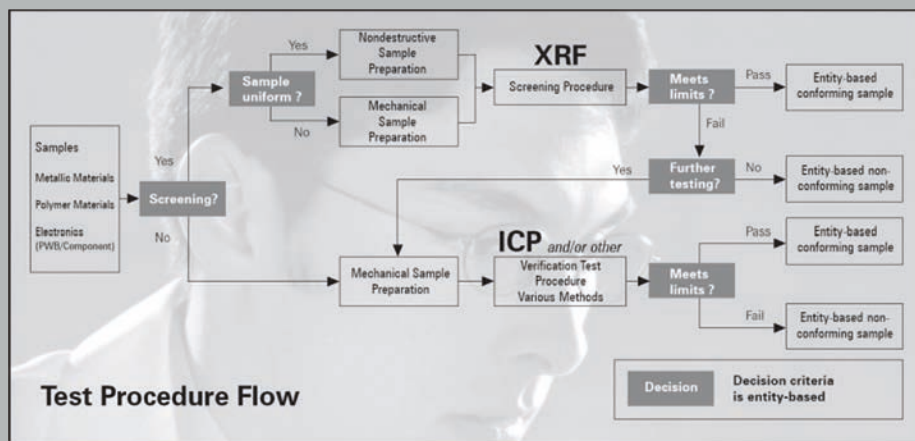 Samples
Metallic Materials
Polymer Materials
Electronics
(PWB/Component)
Screening?
Yes
No
Sample
uniform ?
Yes
No
Nondestructive
Sample
Preparation
Mechanical
Sample
Preparation
XRF
Screening Procedure
Meets
limits ?
Pass
Fail
Entity-based
conforming sample
Further
testing?
Yes
No
Entity-based non-
conforming sample
Mechanical Sample
Preparation
ICP and/or other
Verification Test
Procedure
Various Methods
Meets
limits ?
Pass
Fail
Entity-based
conforming sample
Entity-based non-
conforming sample
Test Procedure Flow
Decision
Decision criteria
is entity-based